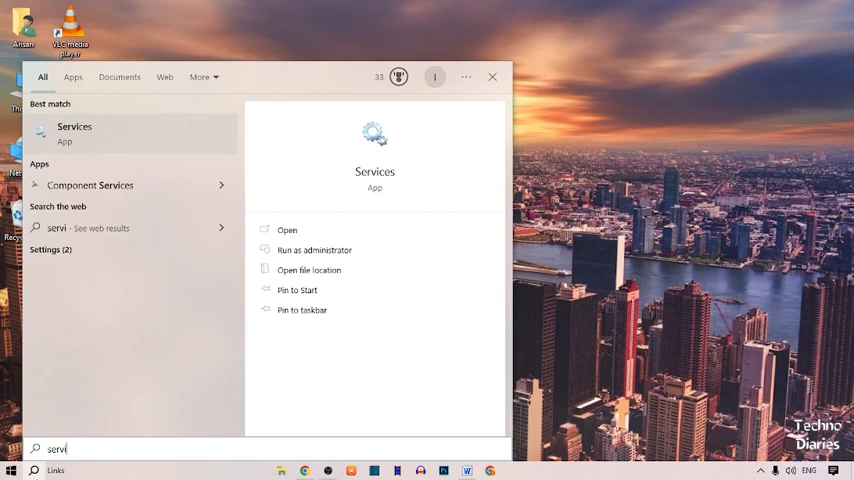 Ahsan
VLC media
player
All
Apps
Documents
Web
More
33
I
Best match
Services
App
Apps
Component Services
Search the web
servi - See web results
Settings (2)
Services
App
Open
Run as administrator
Open file location
Pin to Start
Pin to taskbar
servi
Links
ENG
Techno
Diaries